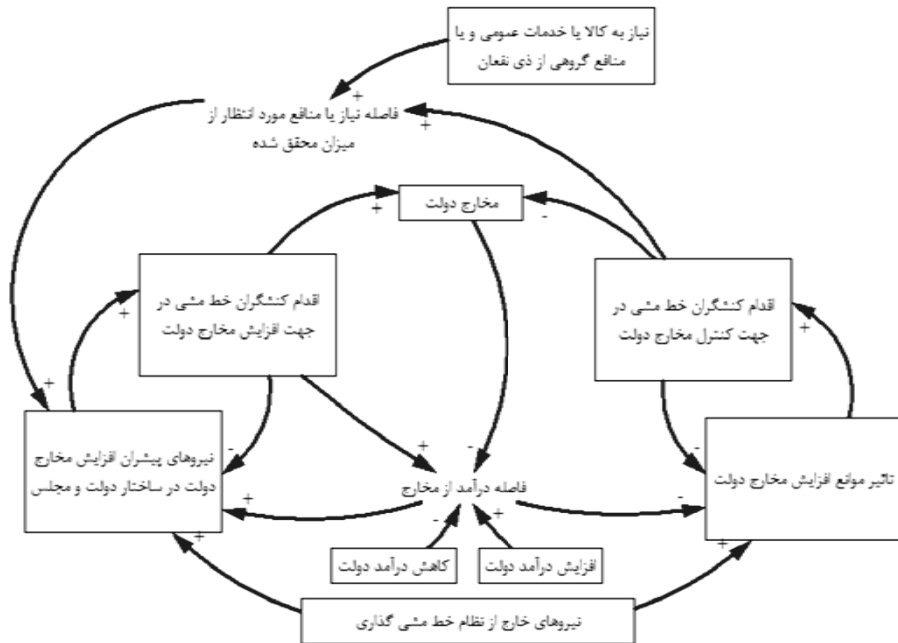 نیاز به کالا یا خدمات عمومی و یا
منافع گروهی از ذی نفعان
+
فاصله نیاز یا منافع مورد انتظار از
میزان محقق شده
+
مخارج دولت
+
-
اقدام کنشگران خط مشی در
جهت کنترل مخارج دولت
اقدام کنشگران خط مشی در
جهت افزایش مخارج دولت
+
+
+
-
-
+
-
نیروهای پیشران افزایش مخارج
دولت در ساختار دولت و مجلس
تاثیر موانع افزایش مخارج دولت
فاصله درآمد از مخارج
+
-
-
+
+
+
افزایش درآمد دولت
کاهش درآمد دولت
نیروهای خارج از نظام خط مشی گذاری